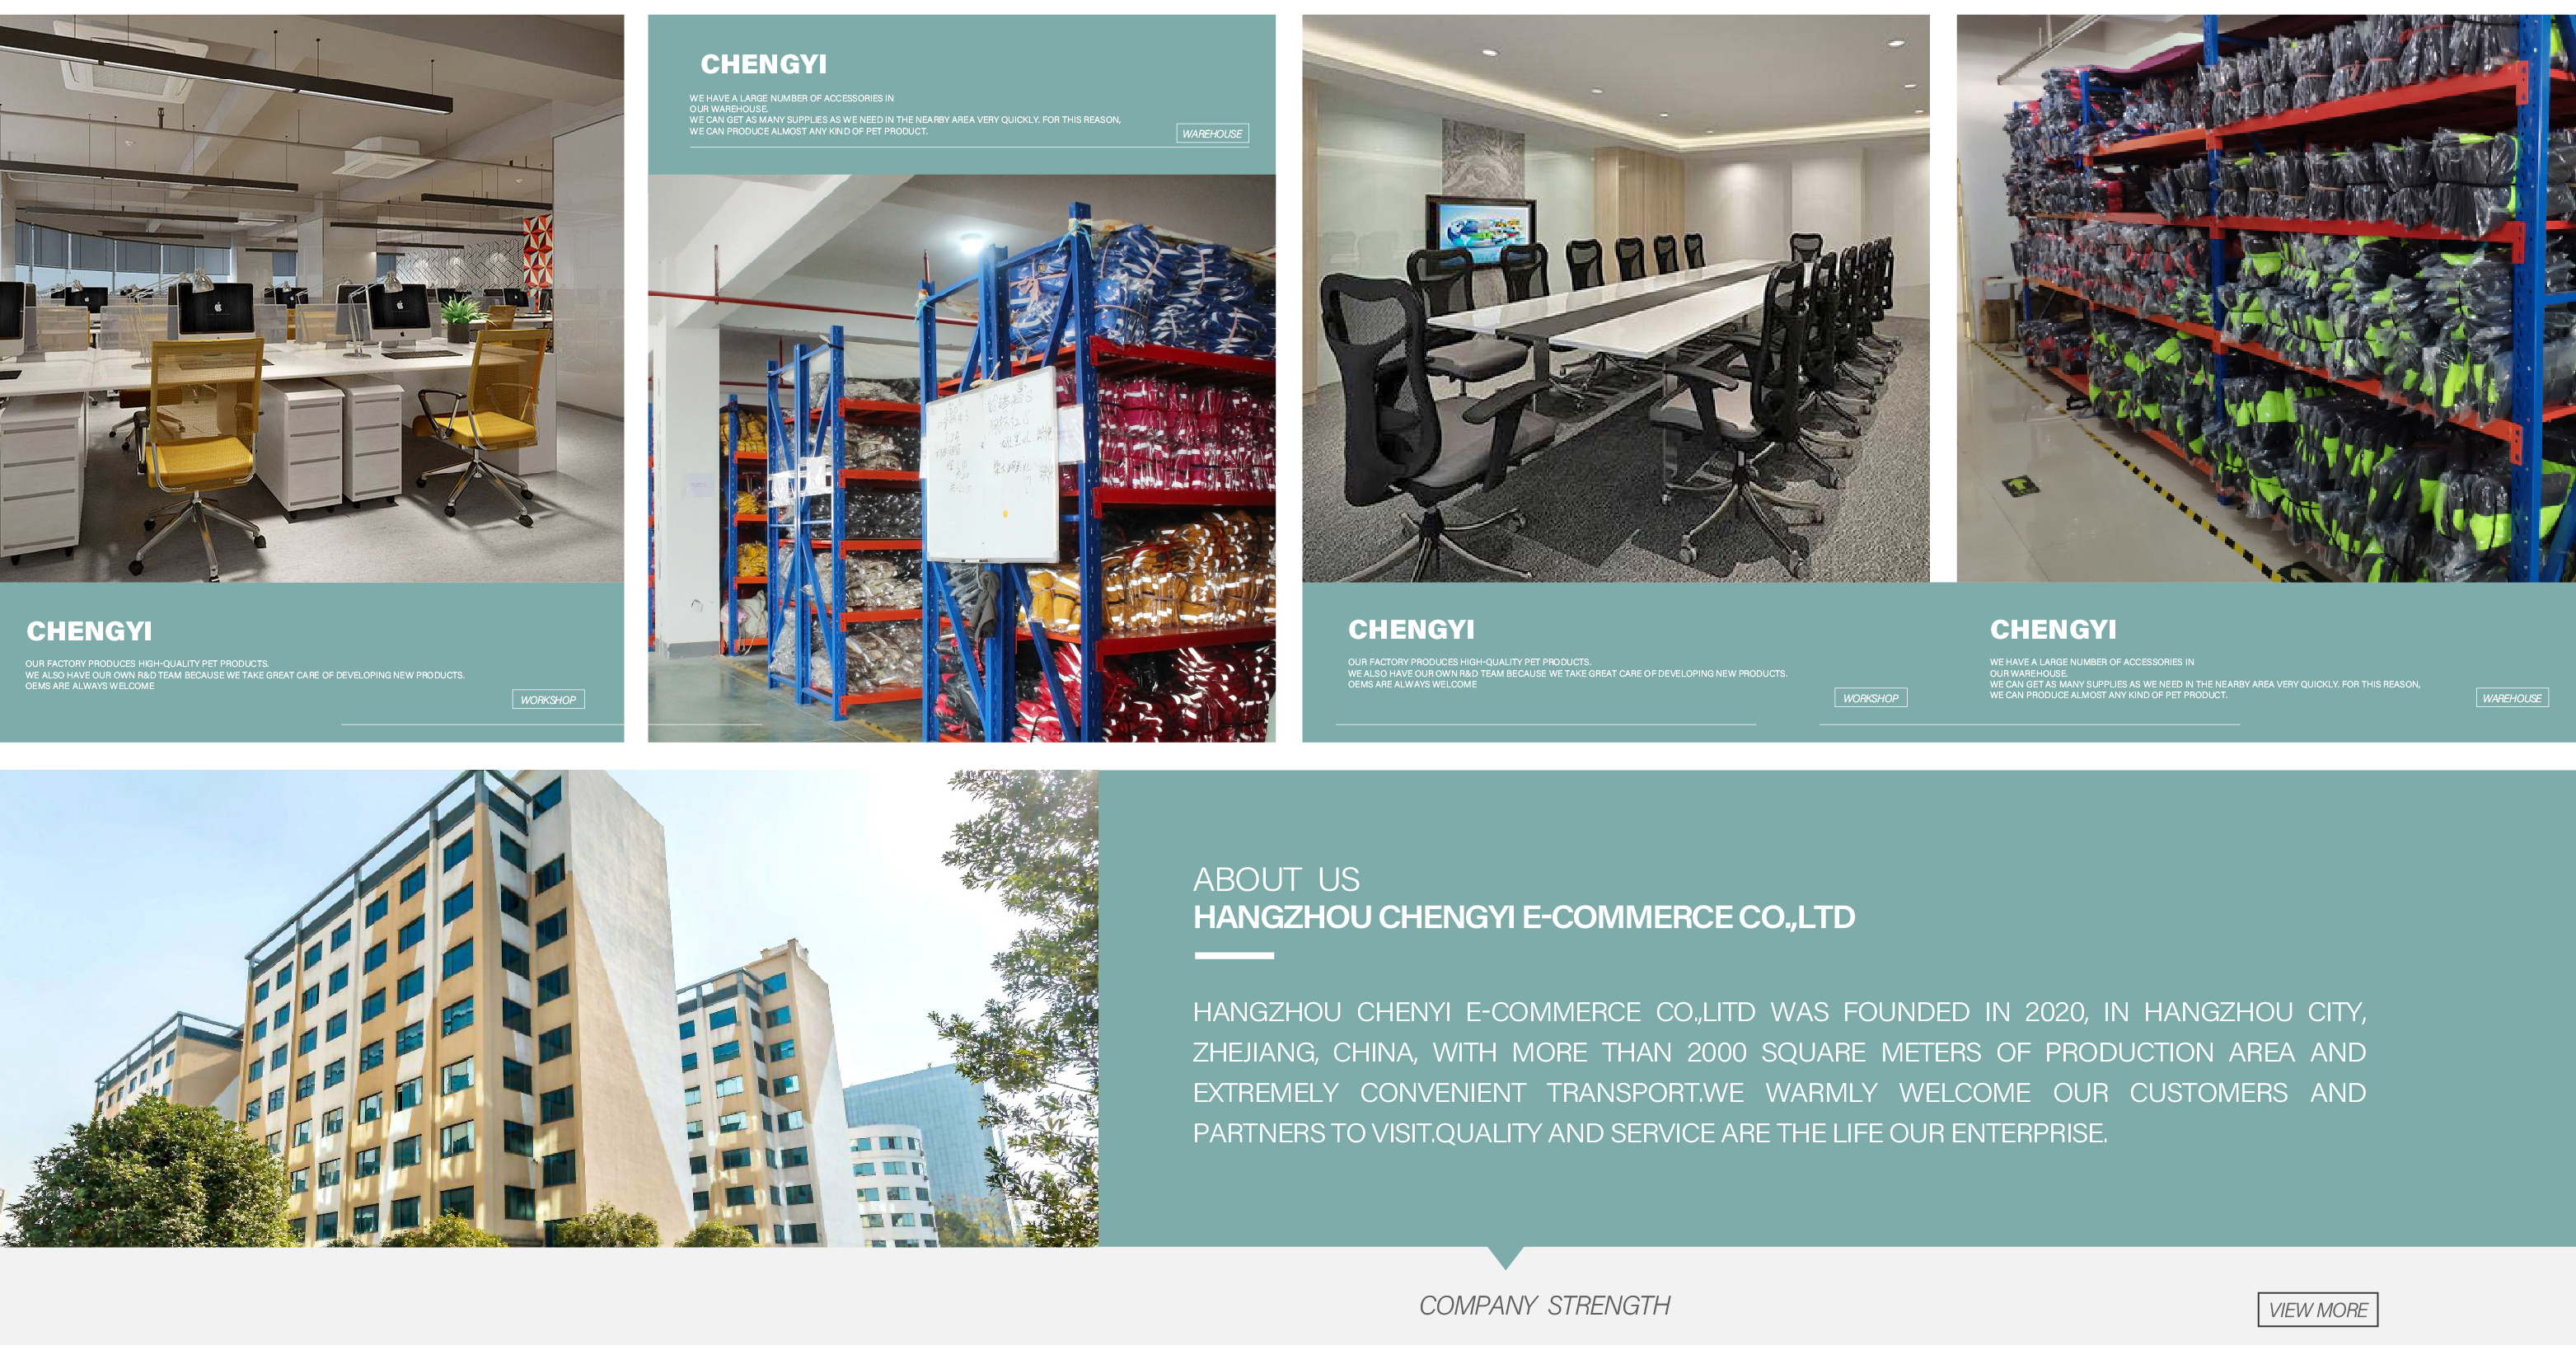 CHENGYI
WE HAVE A LARGE NUMBER OF ACCESSORIES IN
OUR WAREHOUSE.
WE CAN GET AS MANY SUPPLIES AS WE NEED IN THE NEARBY AREA VERY QUICKLY. FOR THIS REASON,
WE CAN PRODUCE ALMOST ANY KIND OF PET PRODUCT.
WAREHOUSE
CHENGYI
OUR FACTORY PRODUCES HIGH-QUALITY PET PRODUCTS.
WE ALSO HAVE OUR OWN R&D TEAM BECAUSE WE TAKE GREAT CARE OF DEVELOPING NEW PRODUCTS.
OEMS ARE ALWAYS WELCOME
WORKSHOP
CHENGYI
OUR FACTORY PRODUCES HIGH-QUALITY PET PRODUCTS.
WE ALSO HAVE OUR OWN R&D TEAM BECAUSE WE TAKE GREAT CARE OF DEVELOPING NEW PRODUCTS.
OEMS ARE ALWAYS WELCOME
WORKSHOP
CHENGYI
WE HAVE A LARGE NUMBER OF ACCESSORIES IN
OUR WAREHOUSE.
WE CAN GET AS MANY SUPPLIES AS WE NEED IN THE NEARBY AREA VERY QUICKLY. FOR THIS REASON,
WE CAN PRODUCE ALMOST ANY KIND OF PET PRODUCT.
WAREHOUSE
ABOUT US
HANGZHOU CHENGYI E-COMMERCE CO.,LTD
HANGZHOU CHENYI E-COMMERCE CO.,LITD WAS FOUNDED IN 2020, IN HANGZHOU CITY,
ZHEJIANG, CHINA, WITH MORE THAN 2000 SQUARE METERS OF PRODUCTION AREA AND
EXTREMELY CONVENIENT TRANSPORT.WE WARMLY WELCOME OUR CUSTOMERS AND
PARTNERS TO VISIT.QUALITY AND SERVICE ARE THE LIFE OUR ENTERPRISE.
COMPANY STRENGTH
VIEW MORE